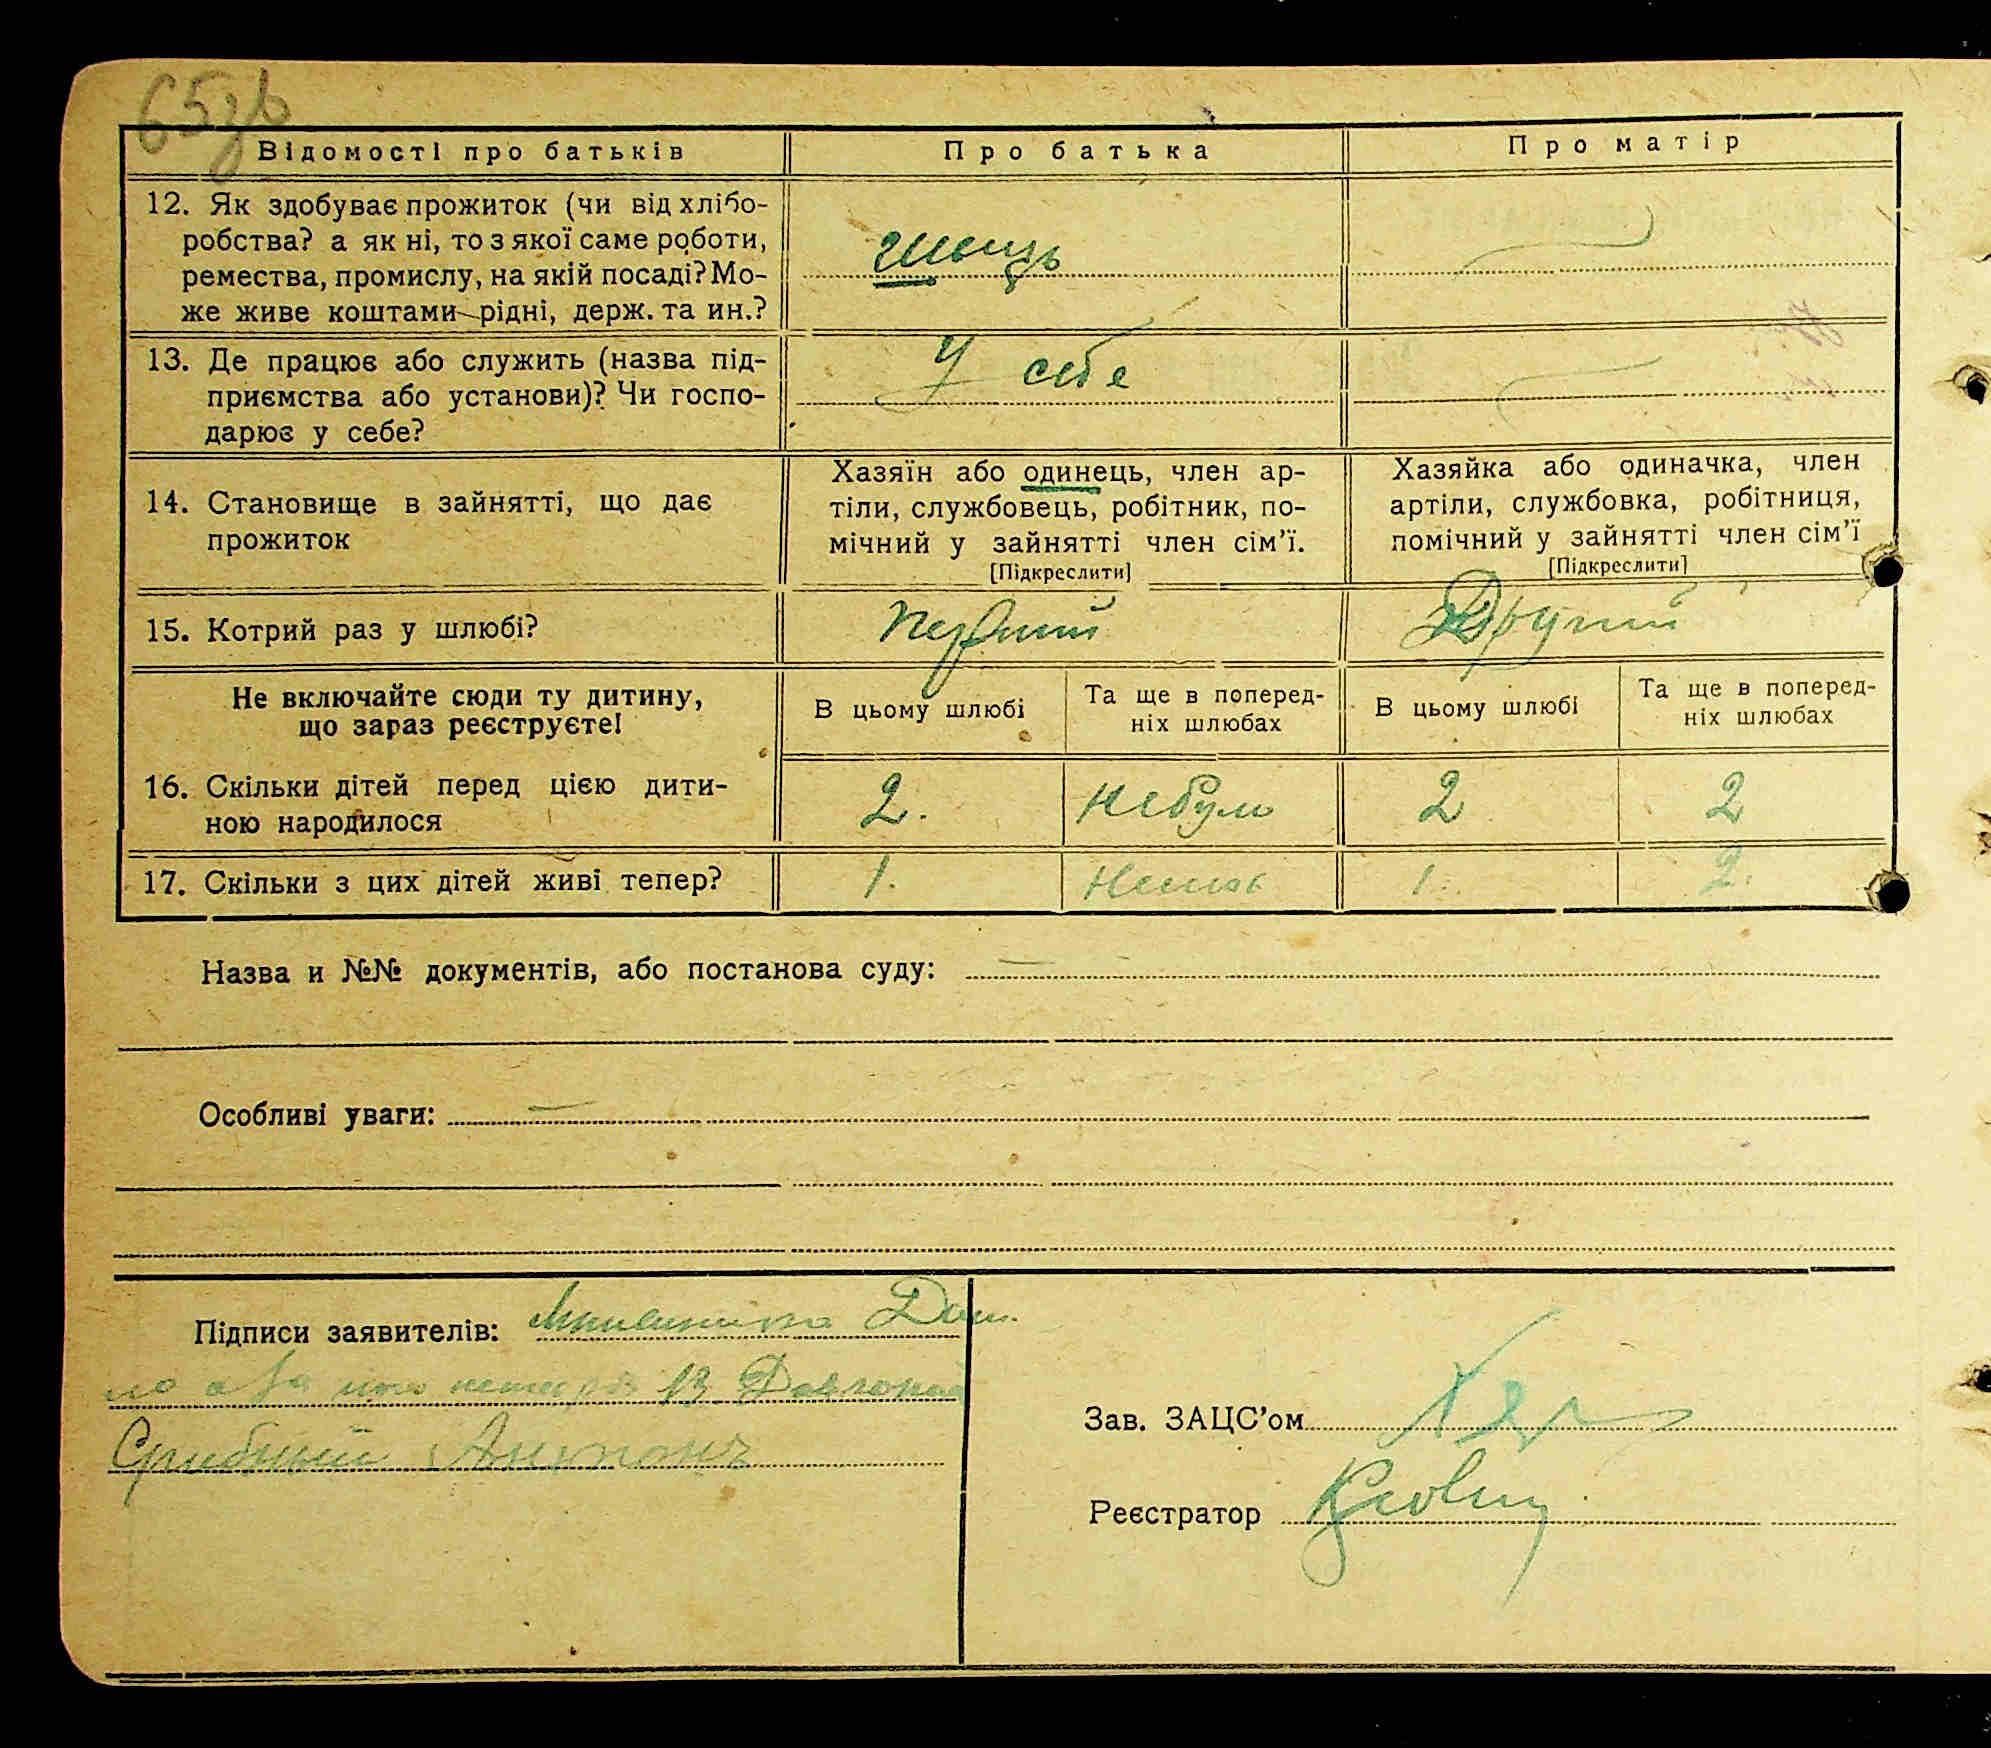 65зв
Відомості про батьків Про батька Про матір
12. Як здобуває прожиток (чи від хлібо-
робства? а як ні, то з якої саме роботи,
ремества, промислу, на якій посаді? Мо-
же живе коштами рідні, держ. та ин.?
швець
13. Де працює або служить (назва під-
приємства або установи)? Чи госпо-
дарює у себе?
У себе
14. Становище в зайнятті, що дає
прожиток
Хазяїн або одинець, член ар-
тіли, службовець, робітник, по-
мічний у зайнятті член сім'ї.
[Підкреслити]
Хазяйка або одиначка, член
артіли, службовка, робітниця,
помічний у зайнятті член сім'ї
[Підкреслити]
15. Котрий раз у шлюбі? Перший Другий
Не включайте сюди ту дитину,
що зараз реєструєте!
В цьому шлюбі
Та ще в поперед-
ніх шлюбах
В цьому шлюбі
Та ще в поперед-
ніх шлюбах
16. Скільки дітей перед цією дити-
ною народилося
2. Небуло 2 2
17. Скільки з цих дітей живі тепер? 1. Немає 1. 2.
Назва и №№ документів, або постанова суду: —
Особливі уваги: —
Підписи заявителів:
13
Зав. ЗАЦС'ом
Реєстратор